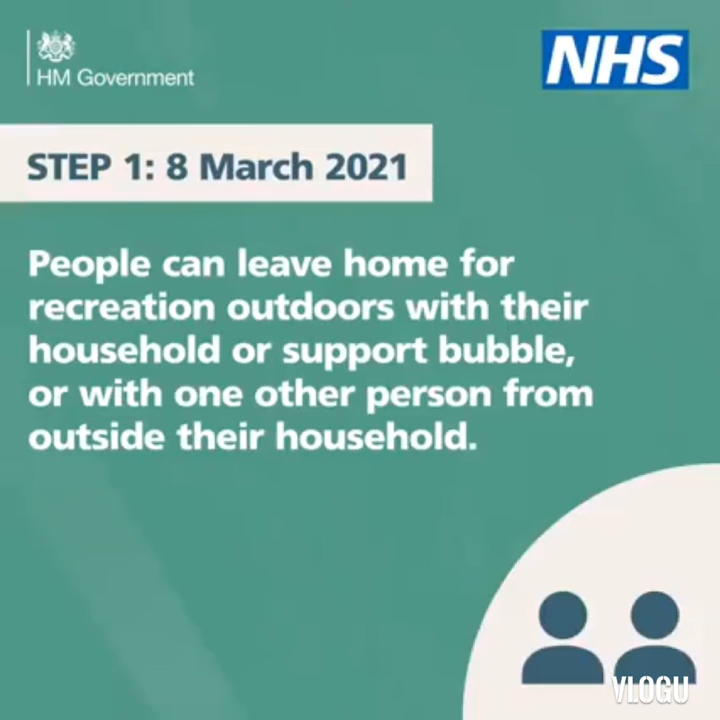 HM Government
NHS
STEP 1: 8 March 2021
People can leave home for
recreation outdoors with their
household or support bubble,
or with one other person from
outside their household.
VLOGU